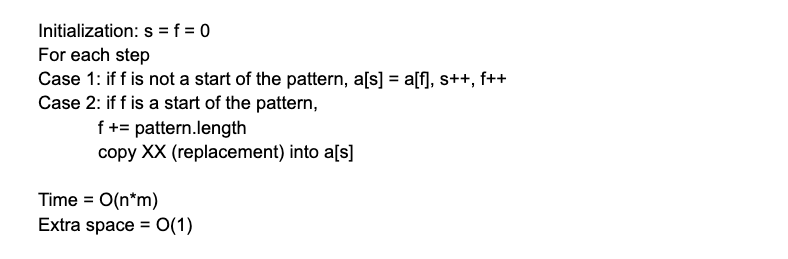 Initialization: s = f = 0
For each step
Case 1: if f is not a start of the pattern, a[s] = a[f], s++, f++
Case 2: if f is a start of the pattern,
f += pattern.length
copy XX (replacement) into a[s]
Time = O(n*m)
Extra space = O(1)